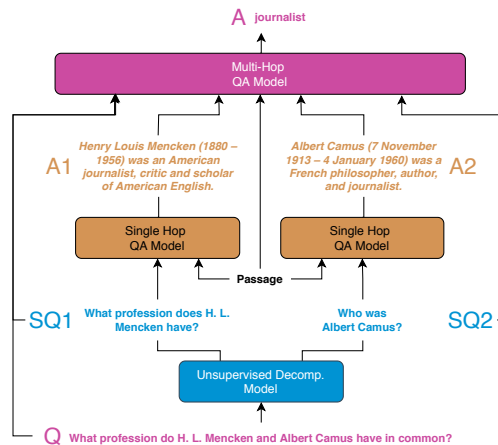 A journalist
Multi-Hop
QA Model
A1
Henry Louis Mencken (1880 –
1956) was an American
journalist, critic and scholar
of American English.
Albert Camus (7 November
1913 – 4 January 1960) was a
French philosopher, author,
and journalist.
A2
Single Hop
QA Model
Single Hop
QA Model
Passage
SQ1
What profession does H. L.
Mencken have?
Who was
Albert Camus?
SQ2
Unsupervised Decomp.
Model
Q What profession do H. L. Mencken and Albert Camus have in common?